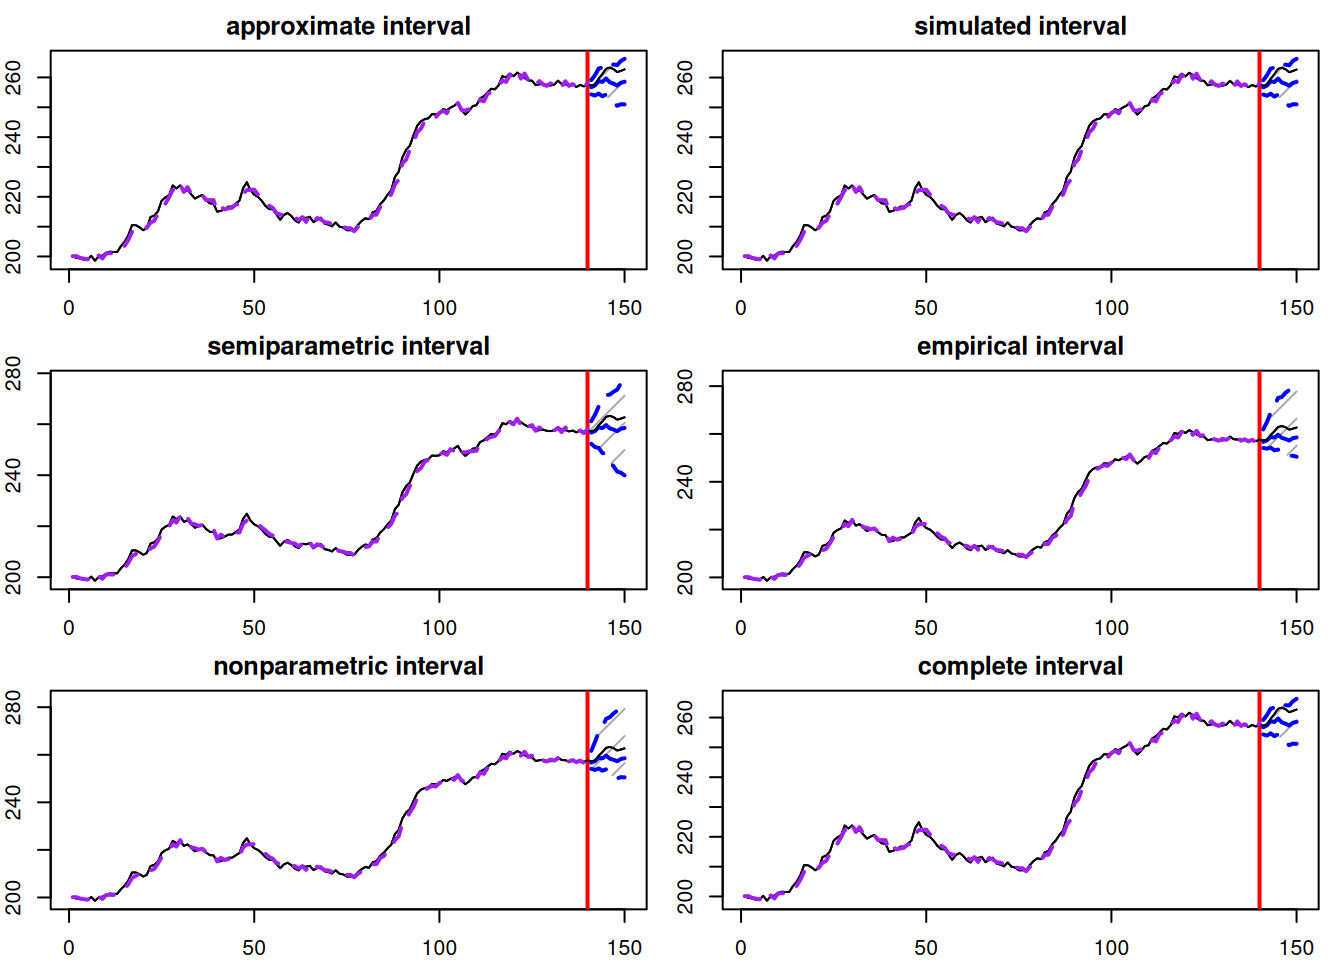 approximate interval
200 220 240 260
0 50 100 150
simulated interval
200 220 240 260
0 50 100 150
semiparametric interval
200 240 280
0 50 100 150
empirical interval
200 240 280
0 50 100 150
nonparametric interval
200 240 280
0 50 100 150
complete interval
200 220 240 260
0 50 100 150